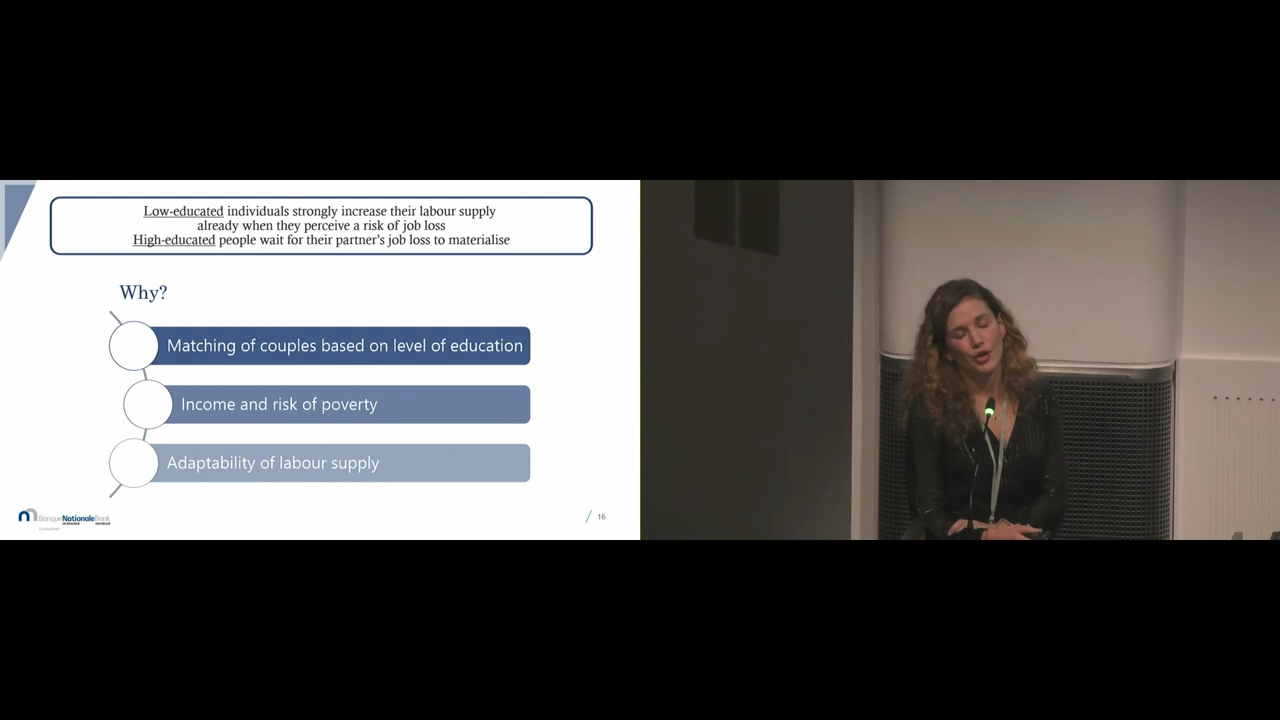 Low-educated individuals strongly increase their labour supply
already when they perceive a risk of job loss
High-educated people wait for their partner's job loss to materialise
Why?
Matching of couples based on level of education
Income and risk of poverty
Adaptability of labour supply
BanqueNationaleBank
16